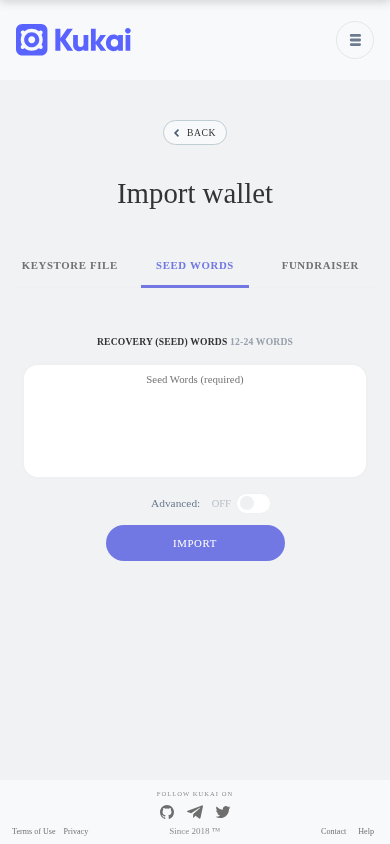 Kukai
BACK
Import wallet
KEYSTORE FILE SEED WORDS FUNDRAISER
RECOVERY (SEED) WORDS 12-24 WORDS
Seed Words (required)
Advanced: OFF
IMPORT
FOLLOW KUKAI ON
Terms of Use Privacy Since 2018 ™ Contact Help